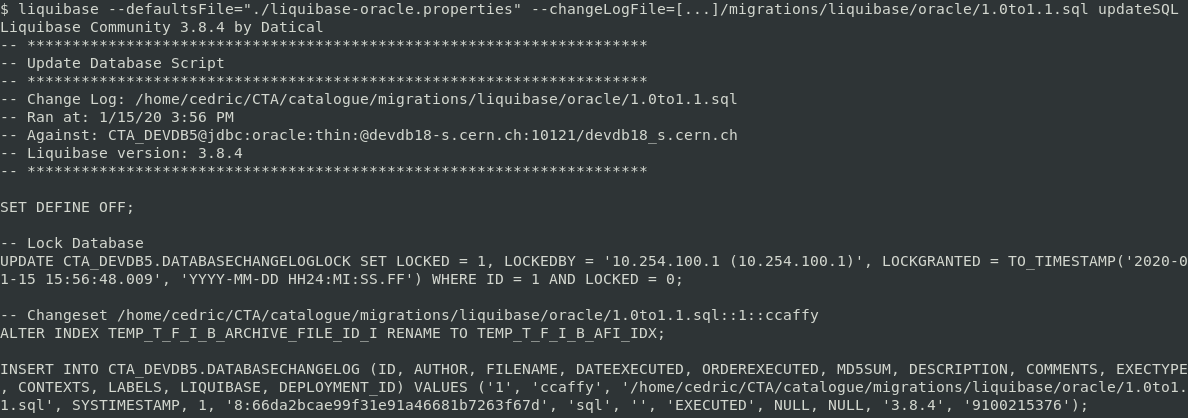 $ liquibase --defaultsFile="./liquibase-oracle.properties" --changeLogFile=[...]/migrations/liquibase/oracle/1.0to1.1.sql updateSQL
Liquibase Community 3.8.4 by Datical
-- *********************************************************************
-- Update Database Script
-- *********************************************************************
-- Change Log: /home/cedric/CTA/catalogue/migrations/liquibase/oracle/1.0to1.1.sql
-- Ran at: 1/15/20 3:56 PM
-- Against: CTA_DEVDB5@jdbc:oracle:thin:@devdb18-s.cern.ch:10121/devdb18_s.cern.ch
-- Liquibase version: 3.8.4
-- *********************************************************************
SET DEFINE OFF;
-- Lock Database
UPDATE CTA_DEVDB5.DATABASECHANGELOGLOCK SET LOCKED = 1, LOCKEDBY = '10.254.100.1 (10.254.100.1)', LOCKGRANTED = TO_TIMESTAMP('2020-0
1-15 15:56:48.009', 'YYYY-MM-DD HH24:MI:SS.FF') WHERE ID = 1 AND LOCKED = 0;
-- Changeset /home/cedric/CTA/catalogue/migrations/liquibase/oracle/1.0to1.1.sql::1::ccaffy
ALTER INDEX TEMP_T_F_I_B_ARCHIVE_FILE_ID_I RENAME TO TEMP_T_F_I_B_AFI_IDX;
INSERT INTO CTA_DEVDB5.DATABASECHANGELOG (ID, AUTHOR, FILENAME, DATEEXECUTED, ORDEREXECUTED, MD5SUM, DESCRIPTION, COMMENTS, EXECTYPE
, CONTEXTS, LABELS, LIQUIBASE, DEPLOYMENT_ID) VALUES ('1', 'ccaffy', '/home/cedric/CTA/catalogue/migrations/liquibase/oracle/1.0to1.
1.sql', SYSTIMESTAMP, 1, '8:66da2bcae99f31e91a46681b7263f67d', 'sql', '', 'EXECUTED', NULL, NULL, '3.8.4', '9100215376');